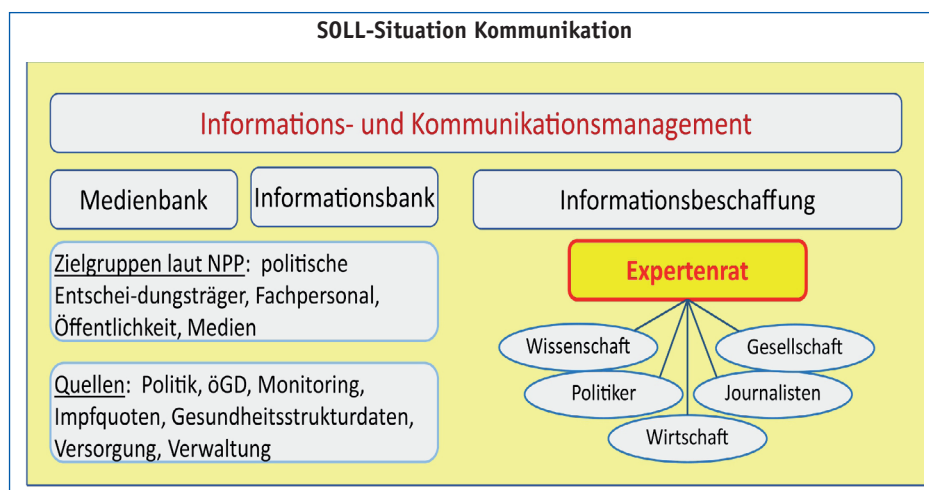 SOLL-Situation Kommunikation
Informations- und Kommunikationsmanagement
Medienbank
Informationsbank
Informationsbeschaffung
Zielgruppen laut NPP: politische
Entschei-dungsträger, Fachpersonal,
Öffentlichkeit, Medien
Quellen: Politik, öGD, Monitoring,
Impfquoten, Gesundheitsstrukturdaten,
Versorgung, Verwaltung
Expertenrat
Wissenschaft
Gesellschaft
Politiker
Journalisten
Wirtschaft